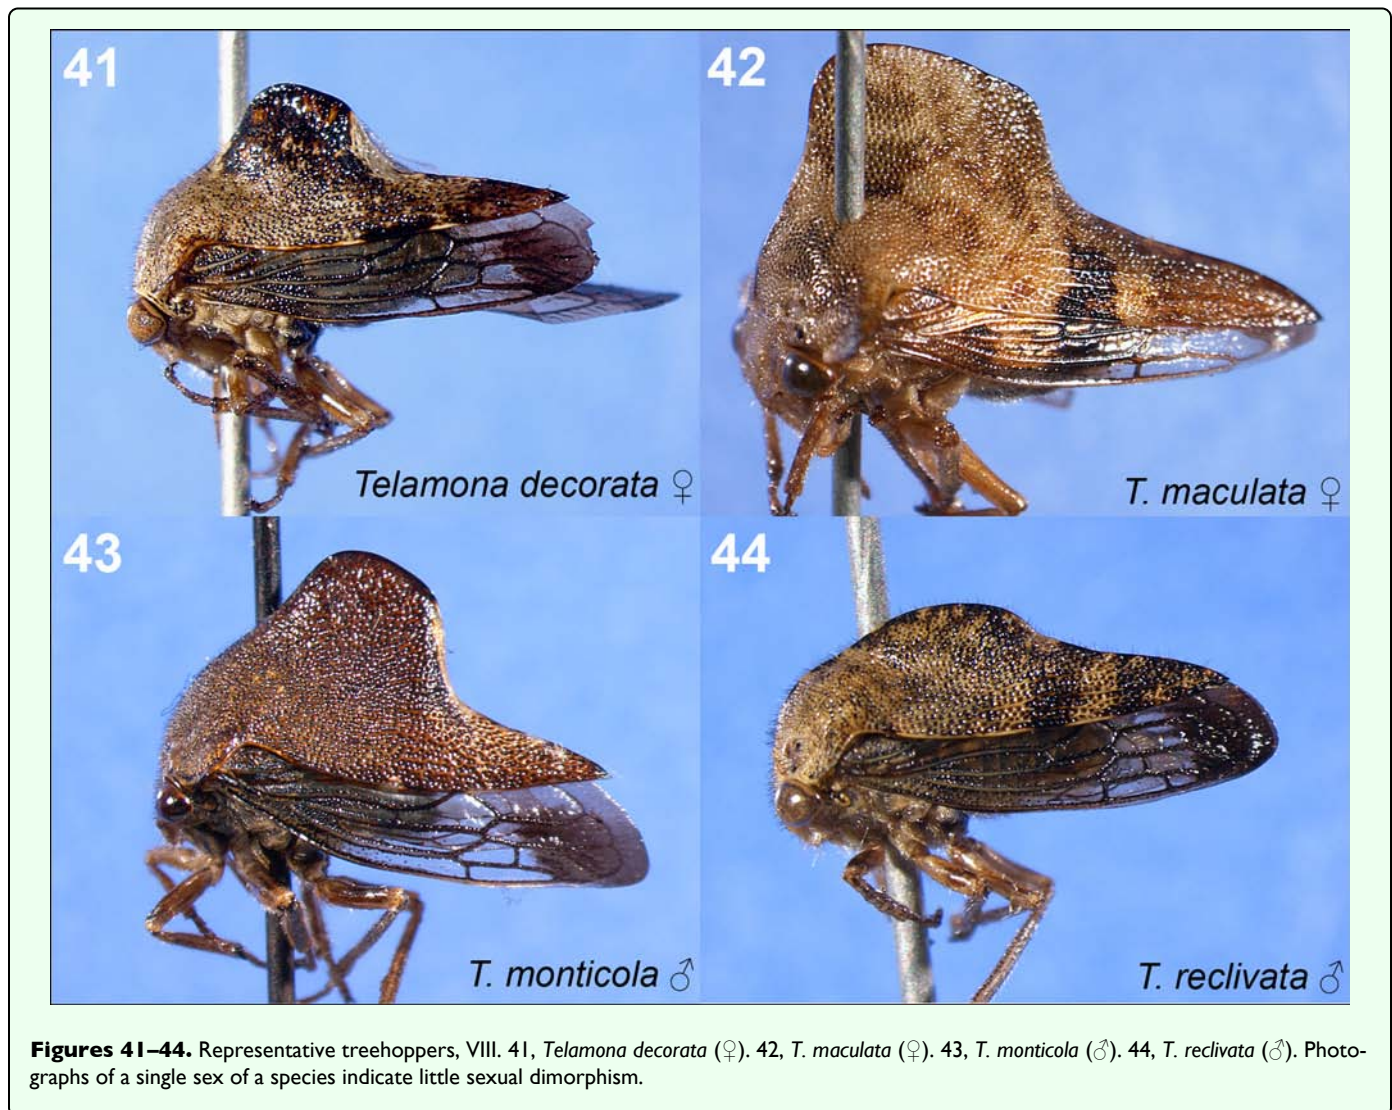 41
42
Telamona decorata ♀
T. maculata ♀
43
44
T. monticola ♂
T. reclivata ♂
Figures 41–44. Representative treehoppers, VIII. 41, Telamona decorata (♀). 42, T. maculata (♀). 43, T. monticola (♂). 44, T. reclivata (♂). Photo-
graphs of a single sex of a species indicate little sexual dimorphism.